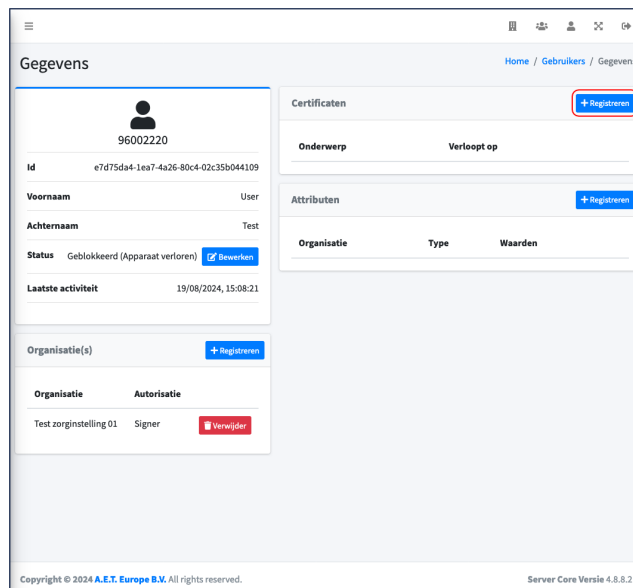 Gegevens
Home / Gebruikers / Gegevens
96002220
Id e7d75da4-1ea7-4a26-80c4-02c35b044109
Voornaam User
Achternaam Test
Status Geblokkeerd (Apparaat verloren) Bewerken
Laatste activiteit 19/08/2024, 15:08:21
Organisatie(s) + Registreren
Organisatie Autorisatie
Test zorginstelling 01 Signer Verwijder
Certificaten + Registreren
Onderwerp Verloopt op
Attributen + Registreren
Organisatie Type Waarden
Copyright © 2024 A.E.T. Europe B.V. All rights reserved. Server Core Versie 4.8.8.2